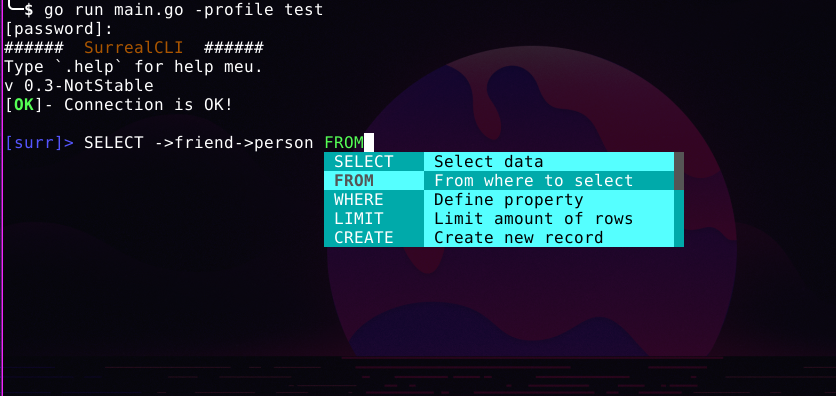 $ go run main.go -profile test
[password]:
###### SurrealCLI ######
Type `.help` for help meu.
v 0.3-NotStable
[OK]- Connection is OK!
[surr]> SELECT ->friend->person FROM
SELECT Select data
FROM From where to select
WHERE Define property
LIMIT Limit amount of rows
CREATE Create new record